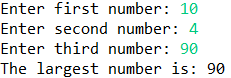 Enter first number: 10
Enter second number: 4
Enter third number: 90
The largest number is: 90